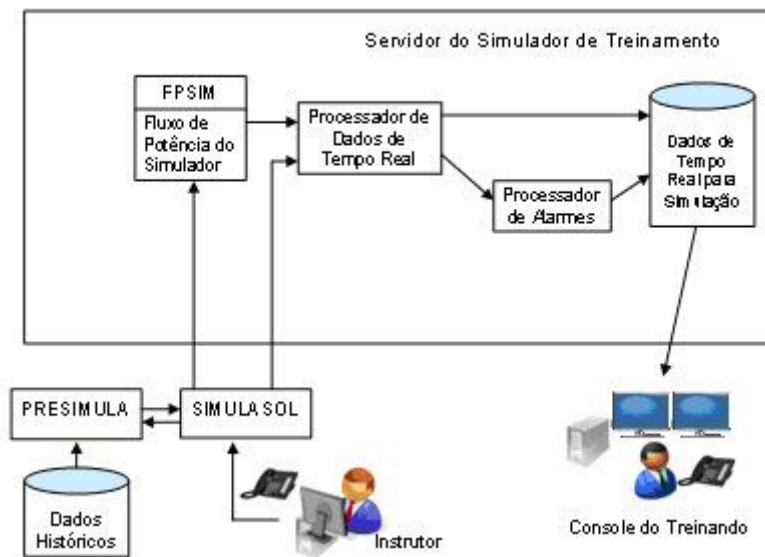 Servidor do Simulador de Treinamento
FPSIM
Fluxo de
Potência do
Simulador
Processador de
Dados de
Tempo Real
Processador
de Alarmes
Dados de
Tempo
Real para
Simulação
PRESIMULA
SIMULASOL
Dados
Históricos
Instrutor
Console do Treinando